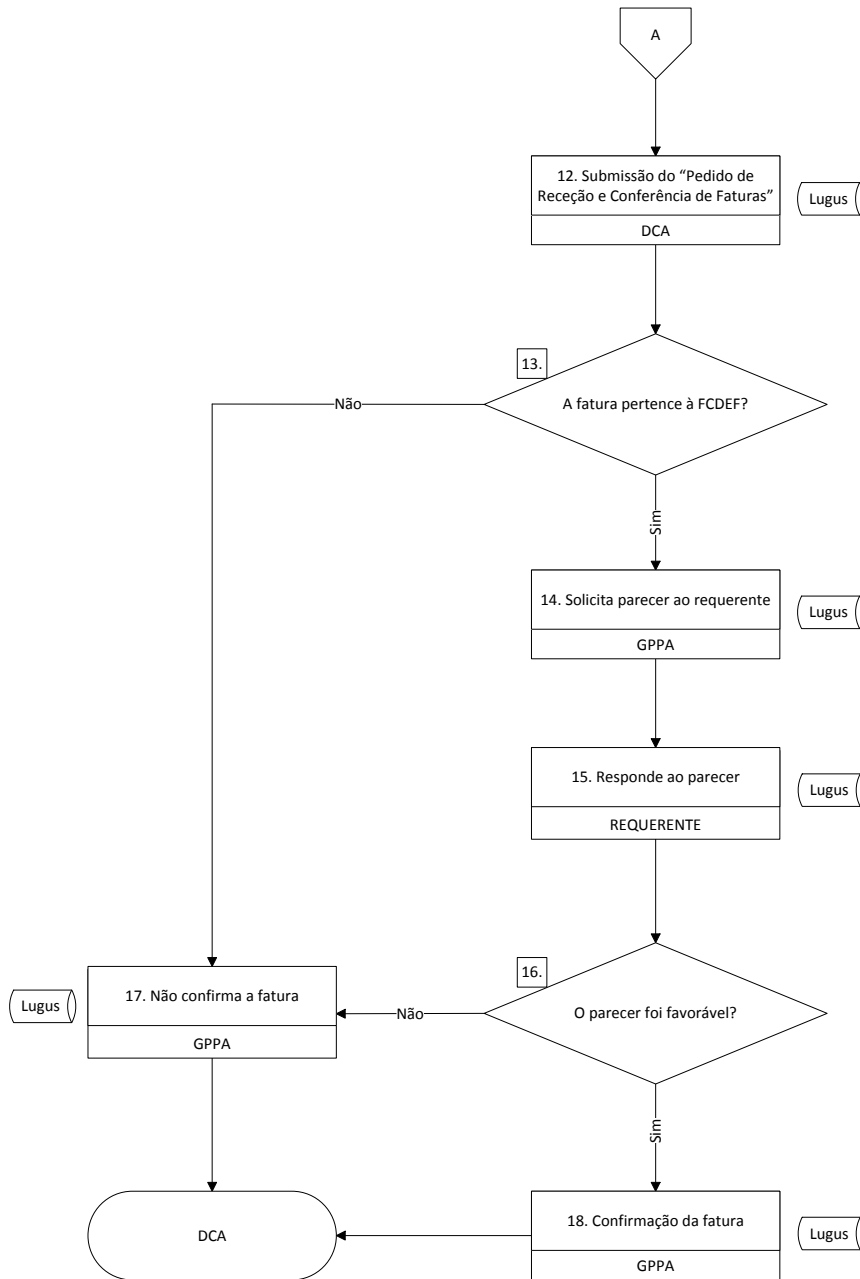 A
12. Submissão do “Pedido de
Receção e Conferência de Faturas”
DCA
Lugus
13.
A fatura pertence à FCDEF?
Não
Sim
14. Solicita parecer ao requerente
GPPA
Lugus
15. Responde ao parecer
REQUERENTE
Lugus
16.
O parecer foi favorável?
Não
17. Não confirma a fatura
GPPA
Lugus
Sim
18. Confirmação da fatura
GPPA
Lugus
DCA